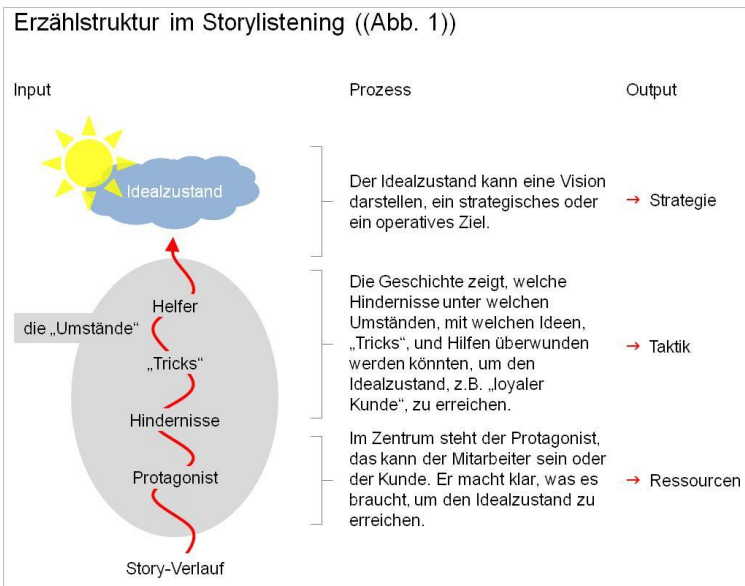 Erzählstruktur im Storylistening ((Abb. 1))
Input
Prozess
Output
Idealzustand
Der Idealzustand kann eine Vision
darstellen, ein strategisches oder
ein operatives Ziel.
→ Strategie
die „Umstände“
Helfer
„Tricks“
Hindernisse
Protagonist
Story-Verlauf
Die Geschichte zeigt, welche
Hindernisse unter welchen
Umständen, mit welchen Ideen,
„Tricks“, und Hilfen überwunden
werden könnten, um den
Idealzustand, z.B. „loyaler
Kunde“, zu erreichen.
→ Taktik
Im Zentrum steht der Protagonist,
das kann der Mitarbeiter sein oder
der Kunde. Er macht klar, was es
braucht, um den Idealzustand zu
erreichen.
→ Ressourcen